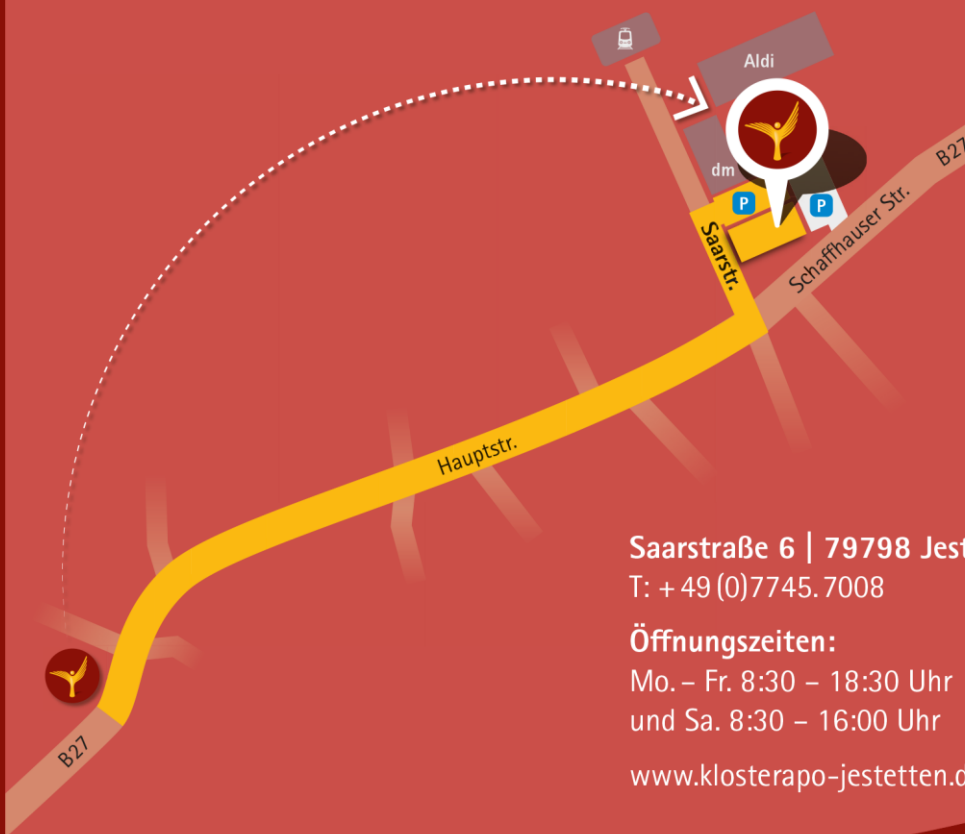 Aldi
B27
dm
P
P
Saarstr.
Schaffhauser Str.
Hauptstr.
Saarstraße 6 | 79798 Jest
T: +49(0)7745.7008
Öffnungszeiten:
Mo. – Fr. 8:30 – 18:30 Uhr
und Sa. 8:30 – 16:00 Uhr
B27
www.klosterapo-jestetten.d